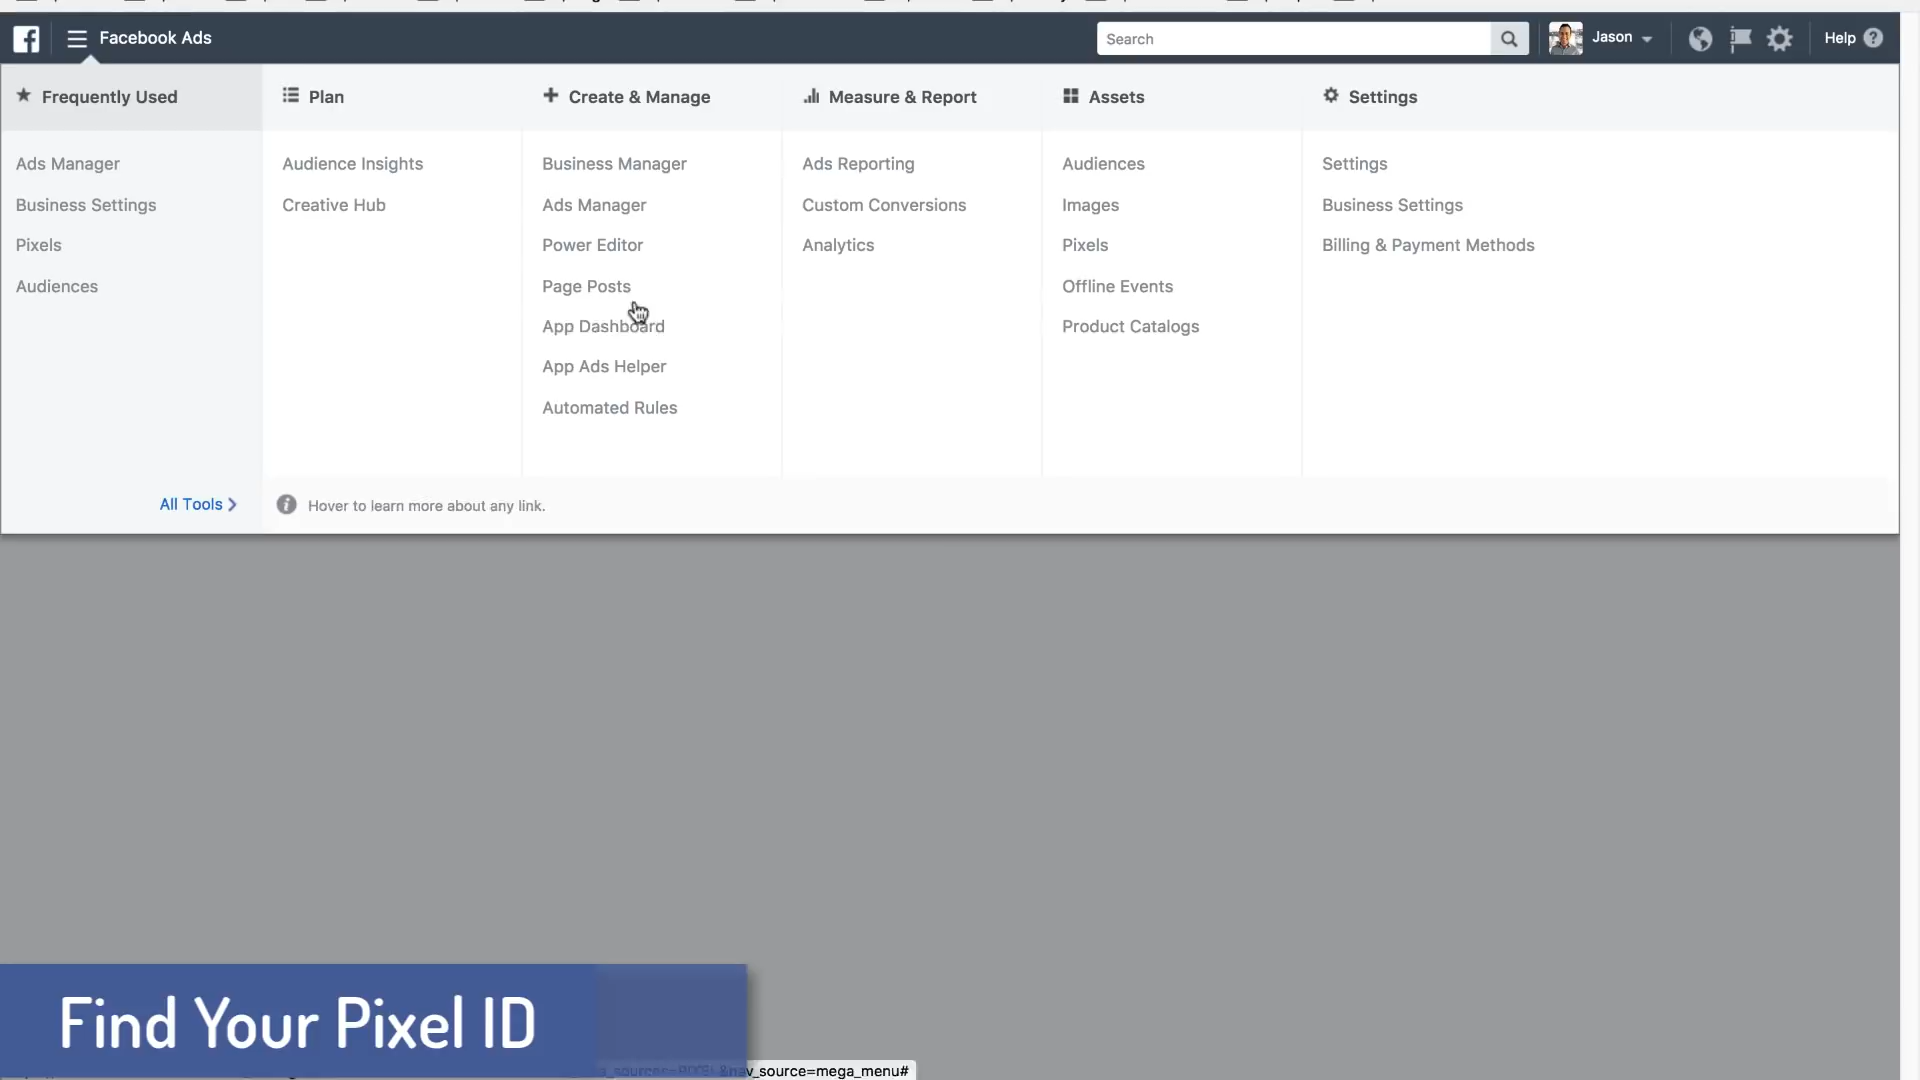 Facebook Ads
Search
Jason
Help
Frequently Used
Ads Manager
Business Settings
Pixels
Audiences
All Tools
Plan
Audience Insights
Creative Hub
Create & Manage
Business Manager
Ads Manager
Power Editor
Page Posts
App Dashboard
App Ads Helper
Automated Rules
Measure & Report
Ads Reporting
Custom Conversions
Analytics
Assets
Audiences
Images
Pixels
Offline Events
Product Catalogs
Settings
Settings
Business Settings
Billing & Payment Methods
Hover to learn more about any link.
Find Your Pixel ID
&nav_source=mega_menu#